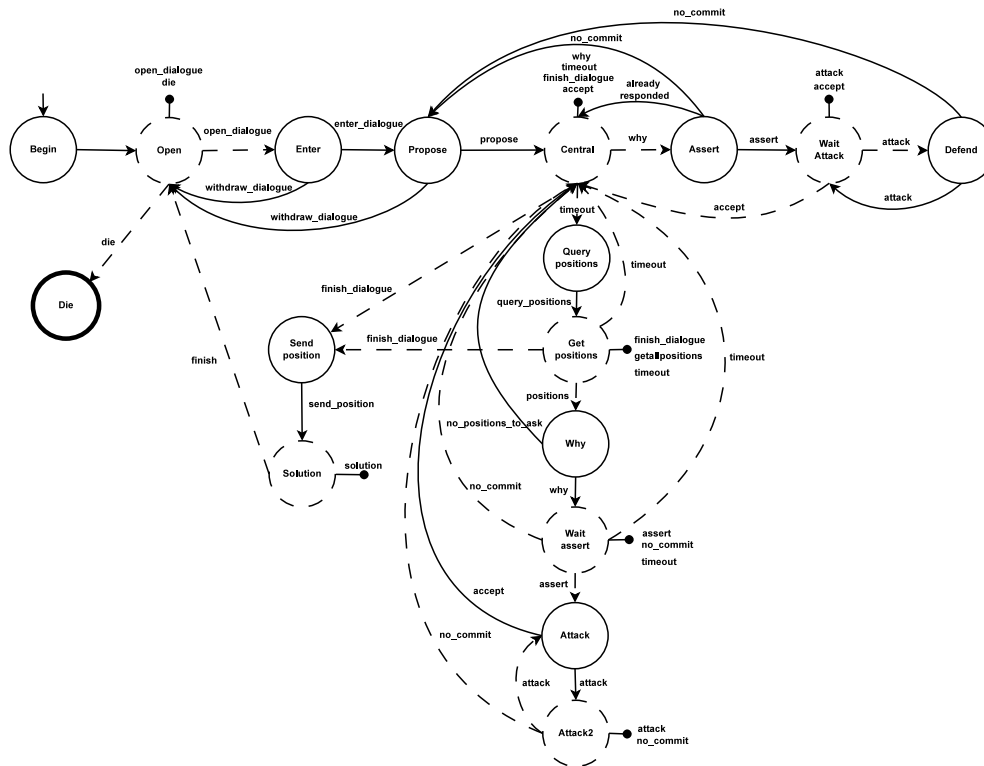 no_commit
no_commit
why
timeout
finish_dialogue
accept
open_dialogue
die
already
responded
attack
accept
Begin
Open
open_dialogue
Enter
enter_dialogue
Propose
propose
Central
why
Assert
assert
Wait
Attack
attack
Defend
withdraw_dialogue
withdraw_dialogue
accept
attack
timeout
die
Query
positions
timeout
finish_dialogue
Die
query_positions
finish_dialogue
finish
Send
position
Get
positions
finish_dialogue
getallpositions
timeout
timeout
positions
send_position
no_positions_to_ask
Why
Solution
solution
no_commit
why
Wait
assert
assert
no_commit
timeout
assert
accept
no_commit
Attack
attack
attack
Attack2
attack
no_commit